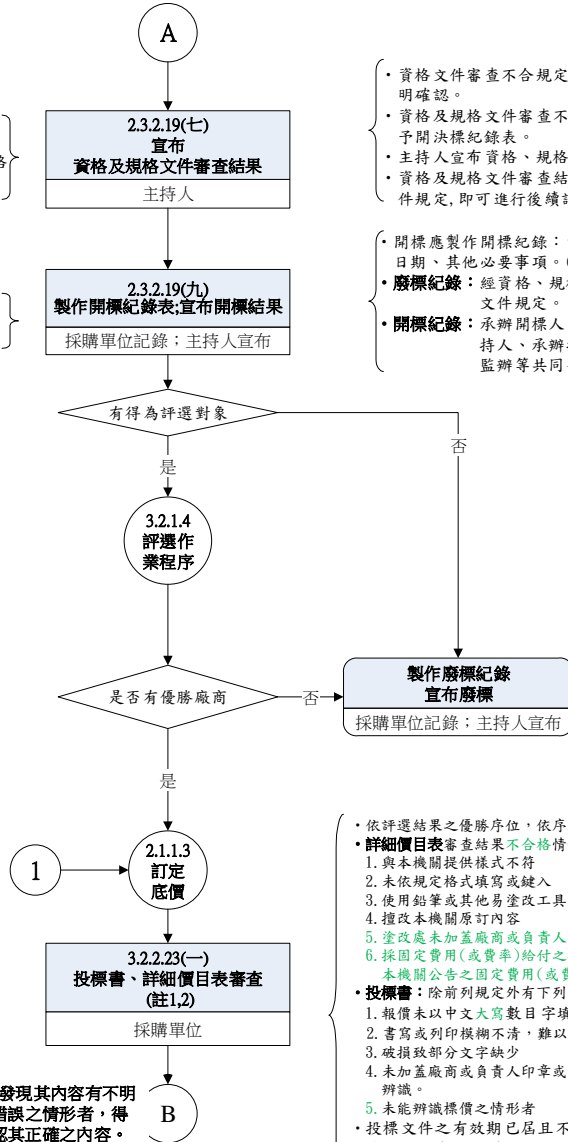 A
2.3.2.19(七)
宣布
資格及規格文件審查結果
主持人
格
・資格文件審查不合規定
明確認。
・資格及規格文件審查不
予開決標紀錄表。
・主持人宣布資格、規格
・資格及規格文件審查結
件規定,即可進行後續
2.3.2.19(九)
製作開標紀錄表;宣布開標結果
採購單位記錄；主持人宣布
・開標應製作開標紀錄：
日期、其他必要事項。(
・廢標紀錄：經資格、規
文件規定。
・開標紀錄：承辦開標人
持人、承辦
監辦等共同
有得為評選對象
是
否
3.2.1.4
評選作
業程序
是否有優勝廠商
否
製作廢標紀錄
宣布廢標
採購單位記錄；主持人宣布
是
1
2.1.1.3
訂定
底價
3.2.2.23(一)
投標書、詳細價目表審查
(註1,2)
採購單位
・依評選結果之優勝序位，依序
・詳細價目表審查結果不合格情
1.與本機關提供樣式不符
2.未依規定格式填寫或鍵入
3.使用鉛筆或其他易塗改工具
4.擅改本機關原訂內容
5.塗改處未加蓋廠商或負責人
6.採固定費用(或費率)給付之
本機關公告之固定費用(或費
・投標書：除前列規定外有下列
1.報價未以中文大寫數目字填
2.書寫或列印模糊不清，難以
3.破損致部分文字缺少
4.未加蓋廠商或負責人印章或
辨識。
5.未能辨識標價之情形者
・投標文件之有效期已屆且不
發現其內容有不明
錯誤之情形者，得
認其正確之內容。
B